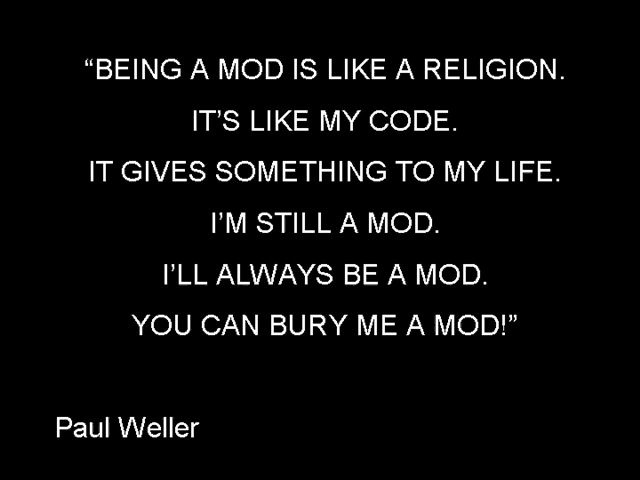 “BEING A MOD IS LIKE A RELIGION.
IT’S LIKE MY CODE.
IT GIVES SOMETHING TO MY LIFE.
I’M STILL A MOD.
I’LL ALWAYS BE A MOD.
YOU CAN BURY ME A MOD!”
Paul Weller